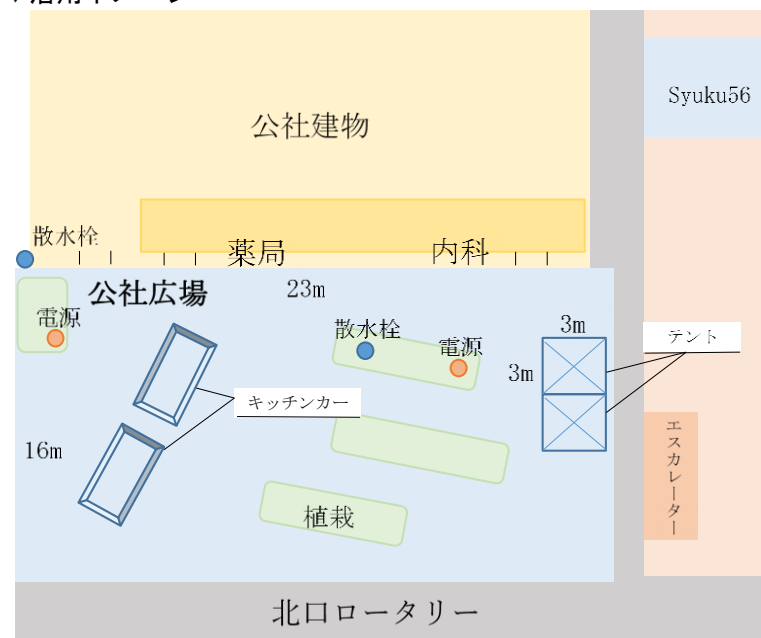 Syuku56
公社建物
散水栓
薬局
内科
公社広場
23m
電源
散水栓
電源
3m
テント
3m
キッチンカー
16m
エスカレーター
植栽
北口ロータリー